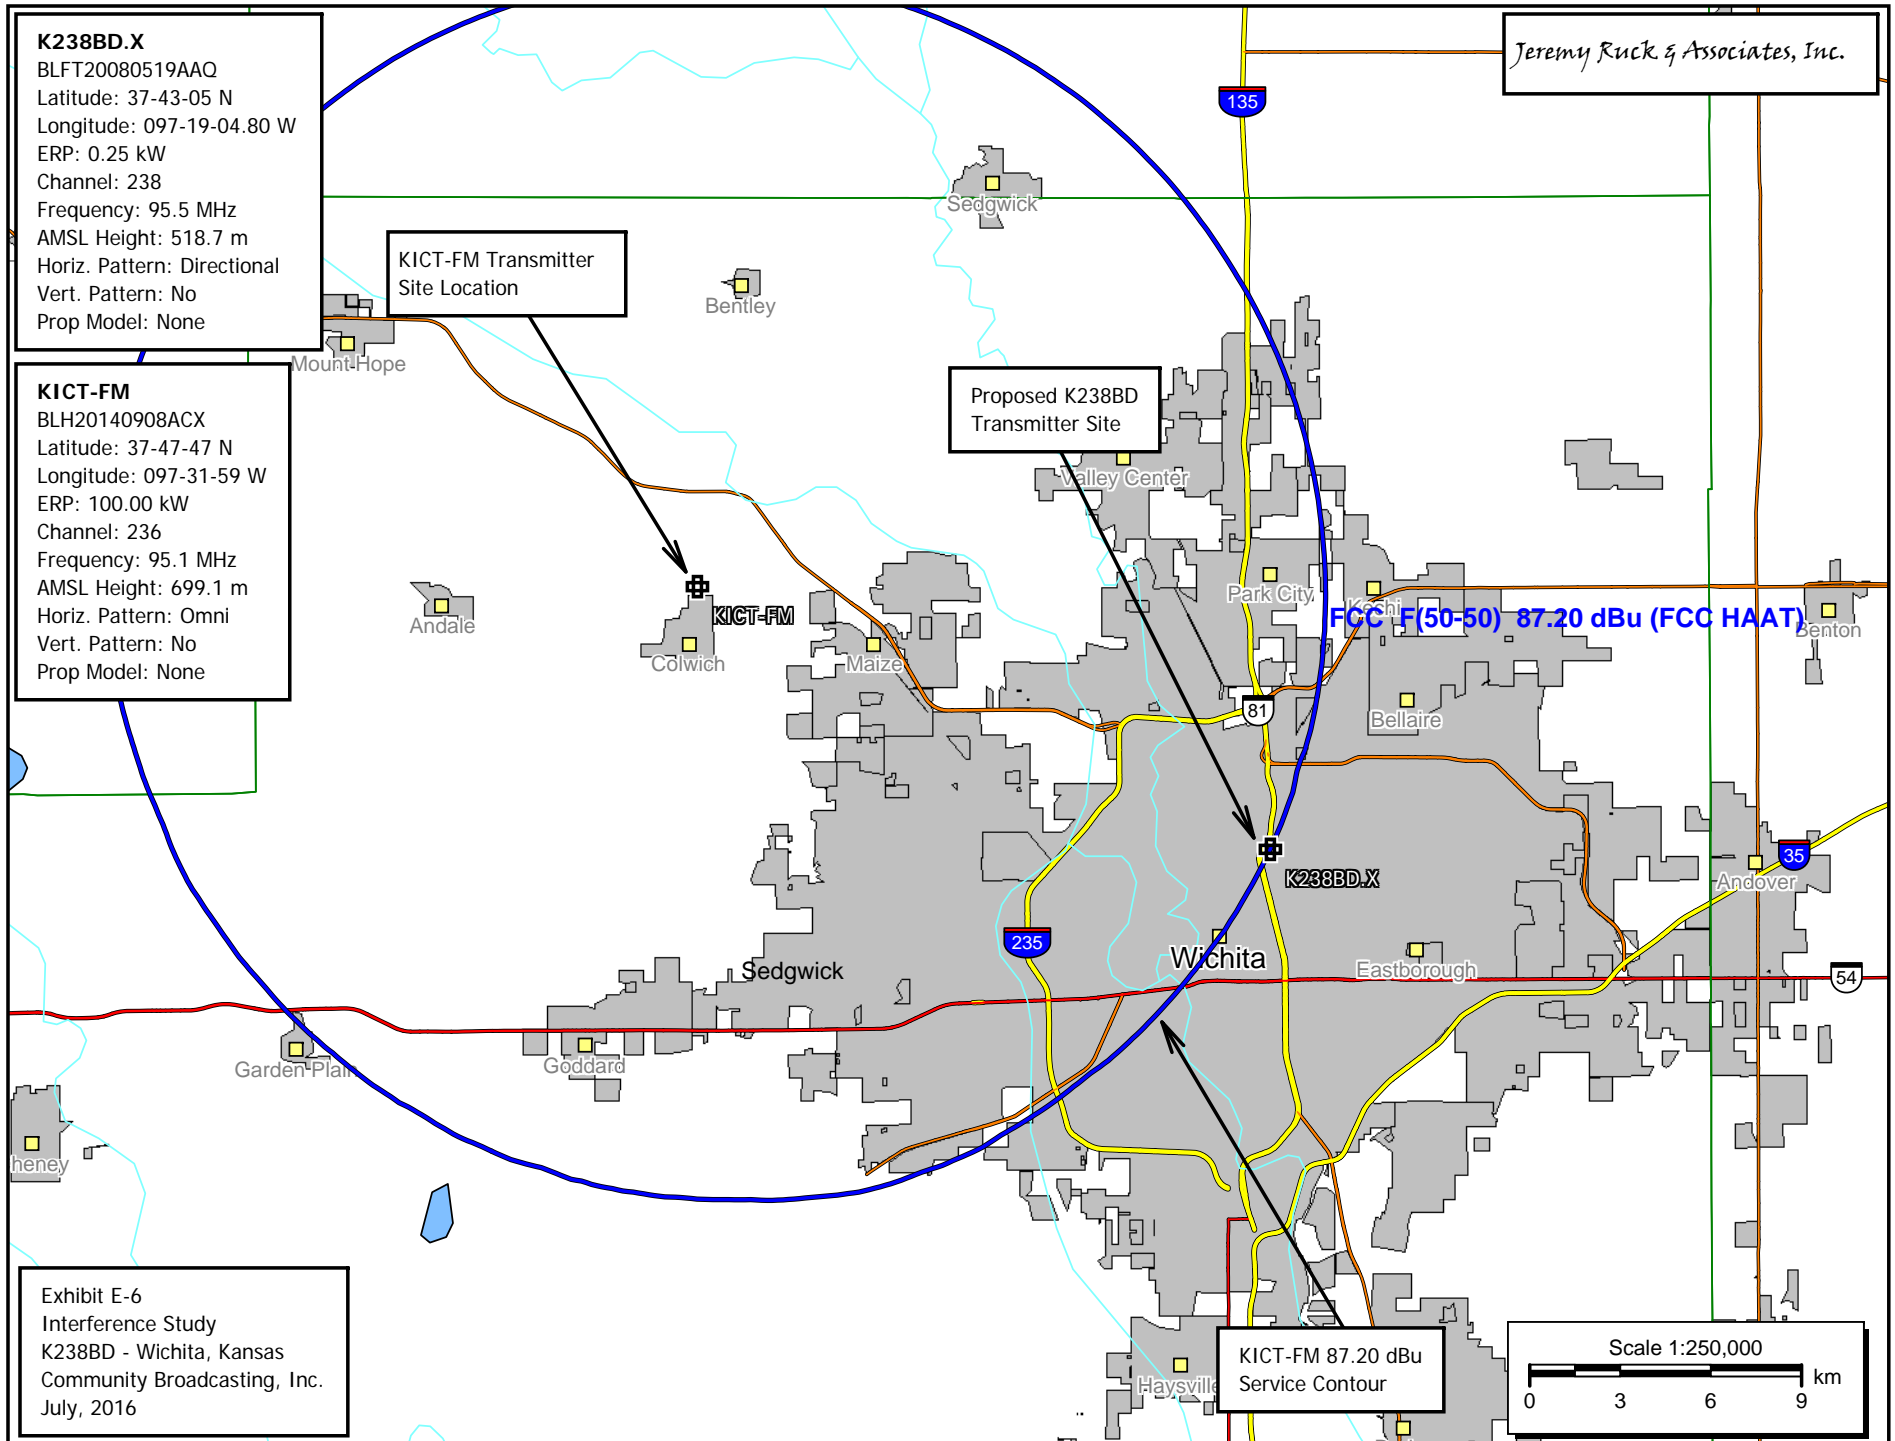 K238BD.X
BLFT20080519AAQ
Latitude: 37-43-05 N
Longitude: 097-19-04.80 W
ERP: 0.25 kW
Channel: 238
Frequency: 95.5 MHz
AMSL Height: 518.7 m
Horiz. Pattern: Directional
Vert. Pattern: No
Prop Model: None
Jeremy Ruck & Associates, Inc.
135
Sedgwick
KICT-FM Transmitter
Site Location
Bentley
Mount Hope
KICT-FM
BLH20140908ACX
Latitude: 37-47-47 N
Longitude: 097-31-59 W
ERP: 100.00 kW
Channel: 236
Frequency: 95.1 MHz
AMSL Height: 699.1 m
Horiz. Pattern: Omni
Vert. Pattern: No
Prop Model: None
Proposed K238BD
Transmitter Site
Valley Center
Park City
Kechi
FCC F(50-50) 87.20 dBu (FCC HAAT)
Benton
Andale
KICT-FM
Colwich
Maize
81
Bellaire
35
Andover
K238BD.X
235
Wichita
Eastborough
Sedgwick
54
Garden Plain
Goddard
heney
Exhibit E-6
Interference Study
K238BD - Wichita, Kansas
Community Broadcasting, Inc.
July, 2016
Haysville
KICT-FM 87.20 dBu
Service Contour
Scale 1:250,000
km
0 3 6 9